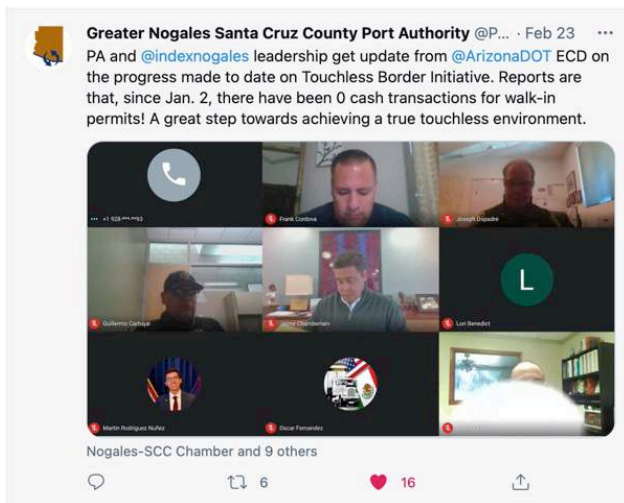 Greater Nogales Santa Cruz County Port Authority @P... · Feb 23 ···
PA and @indexnogales leadership get update from @ArizonaDOT ECD on
the progress made to date on Touchless Border Initiative. Reports are
that, since Jan. 2, there have been 0 cash transactions for walk-in
permits! A great step towards achieving a true touchless environment.
+1 928-***-**93
Frank Cordova
Joseph Dopadre
Guillermo
Jaime Chamberlain
L
Lori Benedict
Martin Rodriguez Nuñez
Oscar Fernandez
Nogales-SCC Chamber and 9 others
6
16